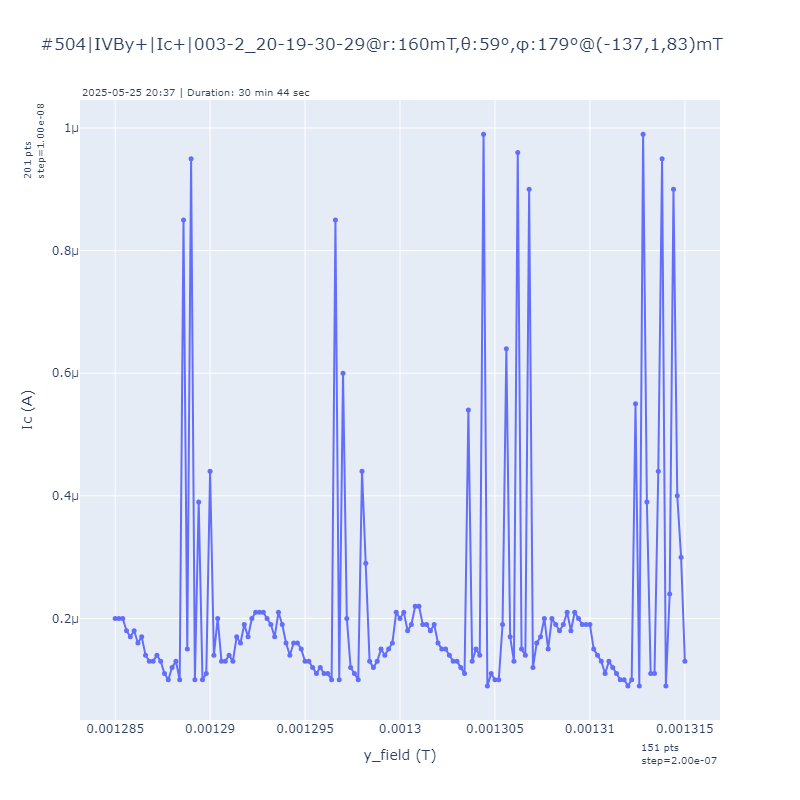 #504|IVBy+|Ic+|003-2_20-19-30-29@r:160mT,θ:59°,φ:179°@(-137,1,83)mT
2025-05-25 20:37 | Duration: 30 min 44 sec
201 pts
step=1.00e-08
1μ
0.8μ
0.6μ
0.4μ
0.2μ
Ic (A)
0.001285 0.00129 0.001295 0.0013 0.001305 0.00131 0.001315
y_field (T)
151 pts
step=2.00e-07